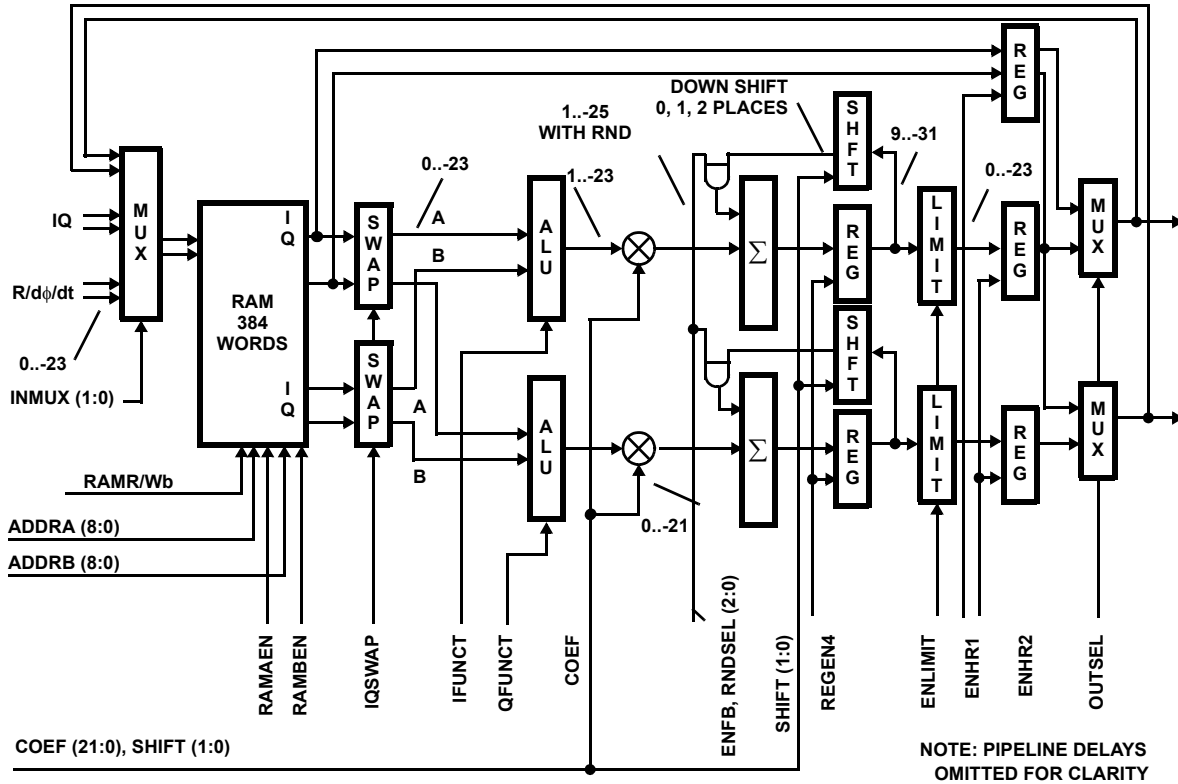 R
E
G
DOWN SHIFT
0, 1, 2 PLACES
S
H
F
T
1..-25
WITH RND
9..-31
0..-23
0..-23
1..-23
M
U
X
IQ
R/dϕ/dt
0..-23
INMUX (1:0)
I
Q
RAM
384
WORDS
I
Q
S
W
A
P
S
W
A
P
A
B
A
B
A
L
U
A
L
U
Σ
Σ
R
E
G
S
H
F
T
R
E
G
L
I
M
I
T
L
I
M
I
T
R
E
G
R
E
G
M
U
X
M
U
X
0..-21
RAMR/Wb
ADDRA (8:0)
ADDRB (8:0)
RAMAEN
RAMBEN
IQSWAP
IFUNCT
QFUNCT
COEF
ENFB, RNDSEL (2:0)
SHIFT (1:0)
REGEN4
ENLIMIT
ENHR1
ENHR2
OUTSEL
COEF (21:0), SHIFT (1:0)
NOTE: PIPELINE DELAYS
OMITTED FOR CLARITY